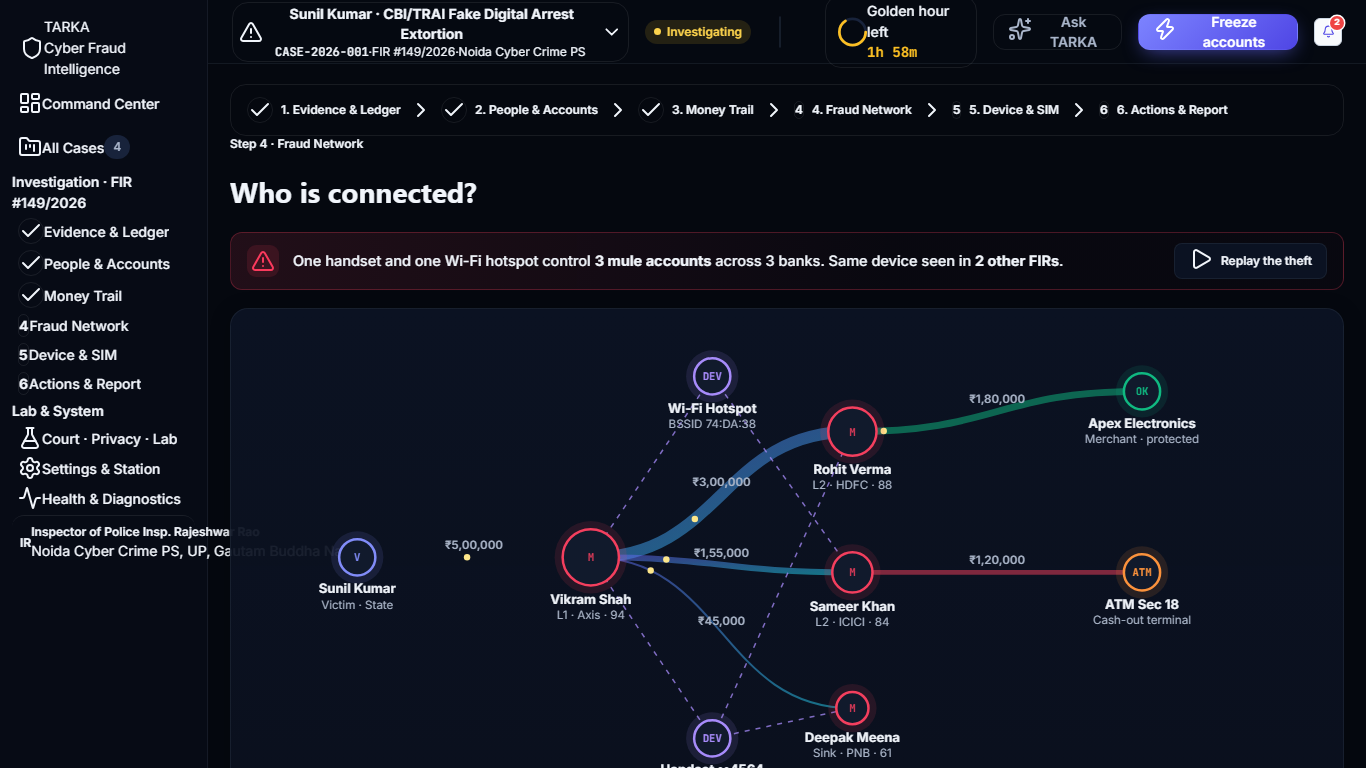 TARKA
Cyber Fraud
Intelligence
Command Center
All Cases 4
Investigation · FIR
#149/2026
Evidence & Ledger
People & Accounts
Money Trail
4 Fraud Network
5 Device & SIM
6 Actions & Report
Lab & System
Court · Privacy · Lab
Settings & Station
Health & Diagnostics
IR
Inspector of Police Insp. Rajeshwar Rao
Noida Cyber Crime PS, UP, Gautam Buddha
Sunil Kumar · CBI/TRAI Fake Digital Arrest
Extortion
CASE-2026-001·FIR #149/2026·Noida Cyber Crime PS
Investigating
Golden hour
left
1h 58m
Ask
TARKA
Freeze
accounts
2
1. Evidence & Ledger
2. People & Accounts
3. Money Trail
4 4. Fraud Network
5 5. Device & SIM
6 6. Actions & Report
Step 4 · Fraud Network
Who is connected?
One handset and one Wi-Fi hotspot control 3 mule accounts across 3 banks. Same device seen in 2 other FIRs.
Replay the theft
DEV
Wi-Fi Hotspot
BSSID 74:DA:38
M
Rohit Verma
L2 · HDFC · 88
₹1,80,000
OK
Apex Electronics
Merchant · protected
₹3,00,000
V
Sunil Kumar
Victim · State
₹5,00,000
M
Vikram Shah
L1 · Axis · 94
₹1,55,000
M
Sameer Khan
L2 · ICICI · 84
₹1,20,000
ATM
ATM Sec 18
Cash-out terminal
₹45,000
M
Deepak Meena
Sink · PNB · 61
DEV